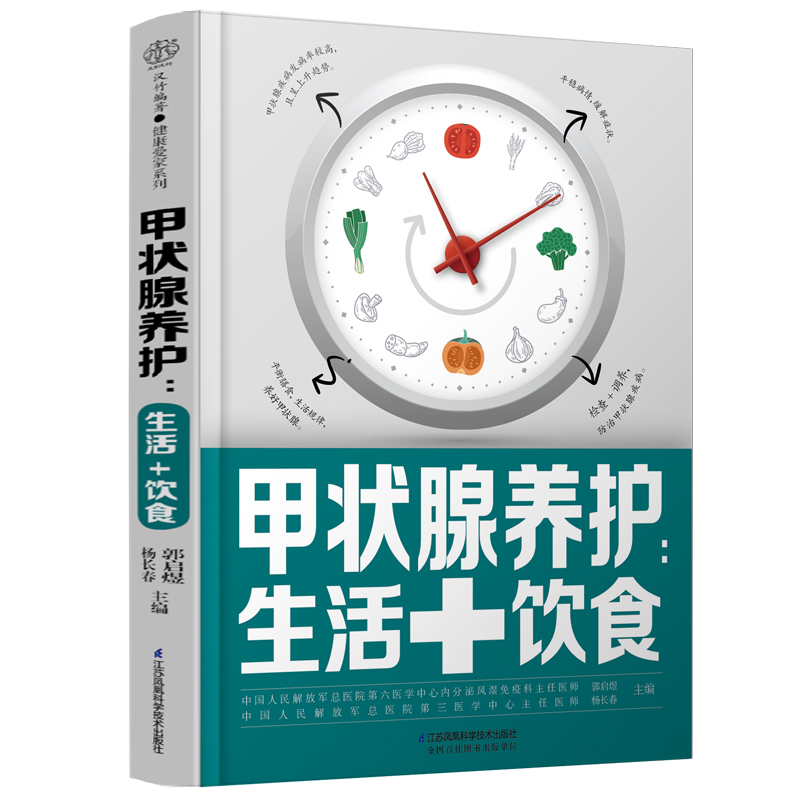 汉竹编著•健康爱家系列
甲状腺养护：
生活+饮食
郭启煜
杨长春
主编
江苏凤凰科学技术出版社
甲状腺疾病发病率较高，
且呈上升趋势。
平稳病情，缓解症状。
平衡膳食，生活规律，
养好甲状腺。
检查+调养，
防治甲状腺疾病。
甲状腺养护：
生活+饮食
中国人民解放军总医院第六医学中心内分泌风湿免疫科主任医师 郭启煜
中国人民解放军总医院第三医学中心主任医师 杨长春
主编
江苏凤凰科学技术出版社
全国百佳图书出版单位